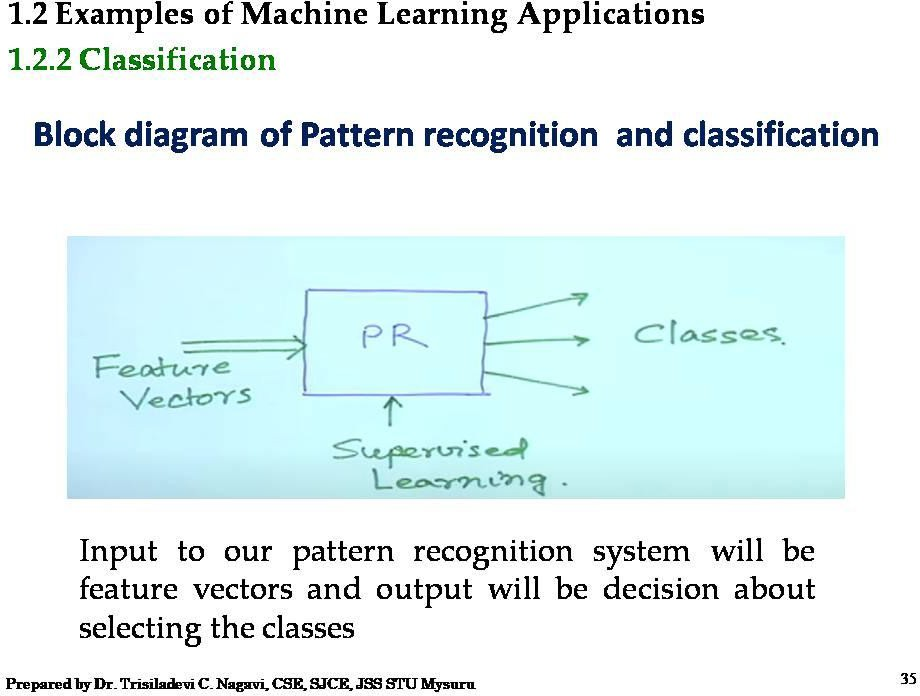 1.2 Examples of Machine Learning Applications
1.2.2 Classification
Block diagram of Pattern recognition and classification
PR
Classes.
Feature
Vectors
Supervised
Learning.
Input to our pattern recognition system will be
feature vectors and output will be decision about
selecting the classes
Prepared by Dr. Trisiladevi C. Nagavi, CSE, SJCE, JSS STU Mysuru
35